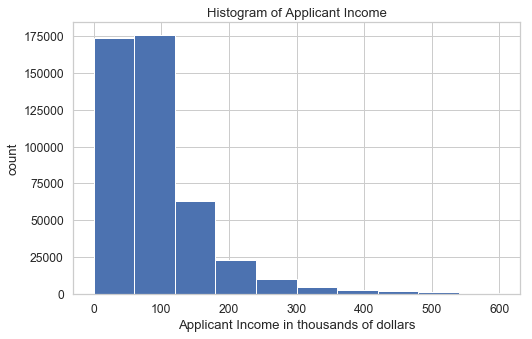 Histogram of Applicant Income
175000
150000
125000
100000
75000
50000
25000
0
count
0 100 200 300 400 500 600
Applicant Income in thousands of dollars